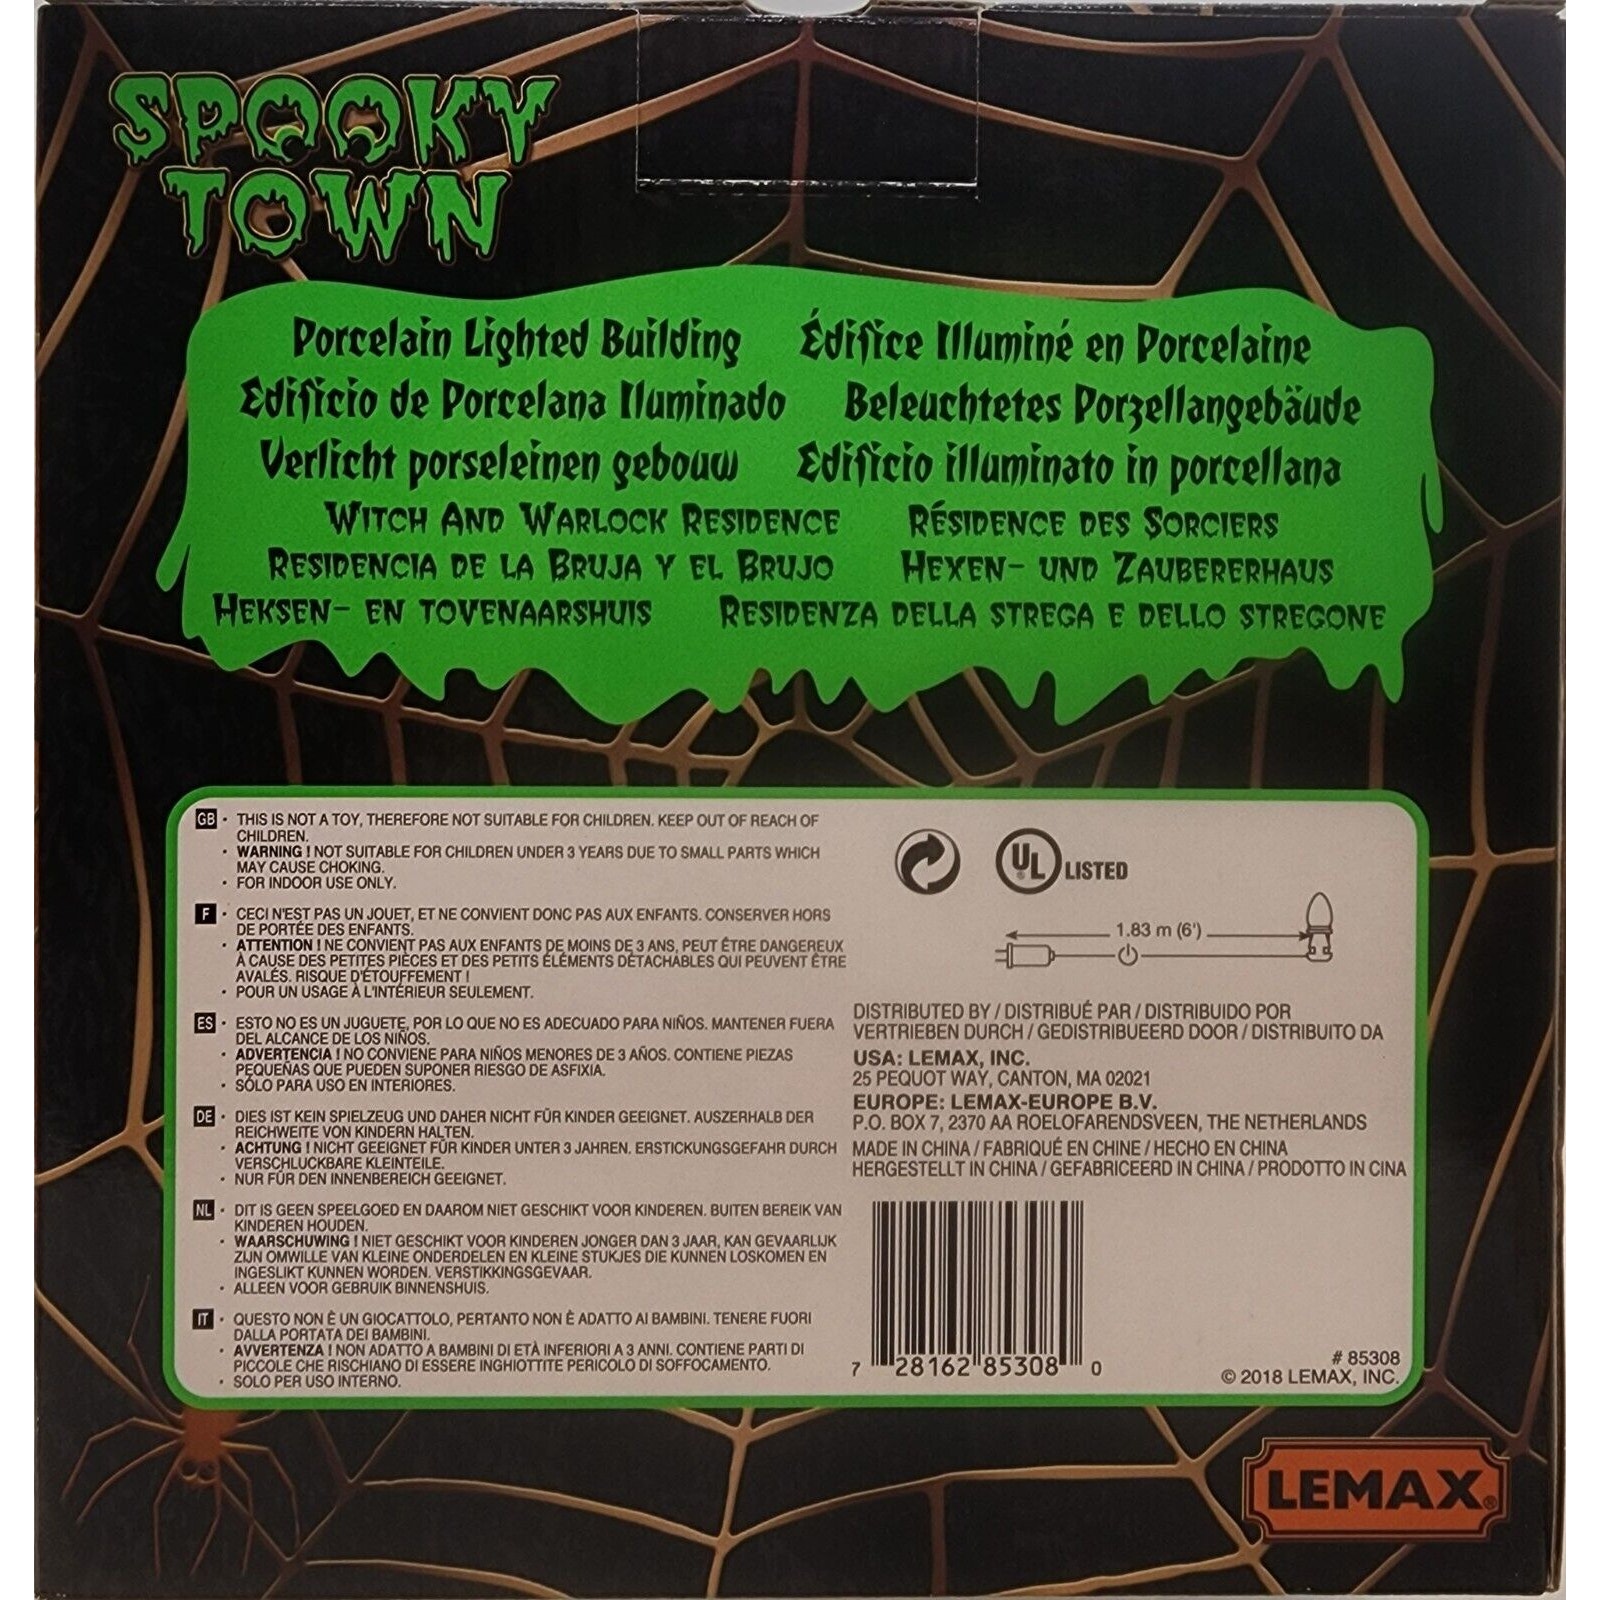 SPOOKY
TOWN
Porcelain Lighted Building
Édifice Illuminé en Porcelaine
Edificio de Porcelana Iluminado
Beleuchtetes Porzellangebäude
Verlicht porseleinen gebouw
Edificio illuminato in porcellana
WITCH AND WARLOCK RESIDENCE
RÉSIDENCE DES SORCIERS
RESIDENCIA DE LA BRUJA Y EL BRUJO
HEXEN- UND ZAUBERERHAUS
HEKSEN- EN TOVENAARSHUIS
RESIDENZA DELLA STREGA E DELLO STREGONE
GB · THIS IS NOT A TOY, THEREFORE NOT SUITABLE FOR CHILDREN. KEEP OUT OF REACH OF
CHILDREN.
· WARNING ! NOT SUITABLE FOR CHILDREN UNDER 3 YEARS DUE TO SMALL PARTS WHICH
MAY CAUSE CHOKING.
· FOR INDOOR USE ONLY.
F · CECI N'EST PAS UN JOUET, ET NE CONVIENT DONC PAS AUX ENFANTS. CONSERVER HORS
DE PORTÉE DES ENFANTS.
· ATTENTION ! NE CONVIENT PAS AUX ENFANTS DE MOINS DE 3 ANS, PEUT ÊTRE DANGEREUX
À CAUSE DES PETITES PIÈCES ET DES PETITS ÉLÉMENTS DÉTACHABLES QUI PEUVENT ÊTRE
AVALÉS. RISQUE D'ÉTOUFFEMENT !
· POUR UN USAGE À L'INTÉRIEUR SEULEMENT.
ES · ESTO NO ES UN JUGUETE, POR LO QUE NO ES ADECUADO PARA NIÑOS. MANTENER FUERA
DEL ALCANCE DE LOS NIÑOS.
· ADVERTENCIA ! NO CONVIENE PARA NIÑOS MENORES DE 3 AÑOS. CONTIENE PIEZAS
PEQUEÑAS QUE PUEDEN SUPONER RIESGO DE ASFIXIA.
· SÓLO PARA USO EN INTERIORES.
DE · DIES IST KEIN SPIELZEUG UND DAHER NICHT FÜR KINDER GEEIGNET. AUSZERHALB DER
REICHWEITE VON KINDERN HALTEN.
· ACHTUNG ! NICHT GEEIGNET FÜR KINDER UNTER 3 JAHREN. ERSTICKUNGSGEFAHR DURCH
VERSCHLUCKBARE KLEINTEILE.
· NUR FÜR DEN INNENBEREICH GEEIGNET.
NL · DIT IS GEEN SPEELGOED EN DAAROM NIET GESCHIKT VOOR KINDEREN. BUITEN BEREIK VAN
KINDEREN HOUDEN.
· WAARSCHUWING ! NIET GESCHIKT VOOR KINDEREN JONGER DAN 3 JAAR, KAN GEVAARLIJK
ZIJN OMWILLE VAN KLEINE ONDERDELEN EN KLEINE STUKJES DIE KUNNEN LOSKOMEN EN
INGESLIKT KUNNEN WORDEN. VERSTIKKINGSGEVAAR.
· ALLEEN VOOR GEBRUIK BINNENSHUIS.
IT · QUESTO NON È UN GIOCATTOLO, PERTANTO NON È ADATTO AI BAMBINI. TENERE FUORI
DALLA PORTATA DEI BAMBINI.
· AVVERTENZA ! NON ADATTO A BAMBINI DI ETÀ INFERIORI A 3 ANNI. CONTIENE PARTI DI
PICCOLE CHE RISCHIANO DI ESSERE INGHIOTTITE PERICOLO DI SOFFOCAMENTO.
· SOLO PER USO INTERNO.
UL LISTED
1.83 m (6')
DISTRIBUTED BY / DISTRIBUÉ PAR / DISTRIBUIDO POR
VERTRIEBEN DURCH / GEDISTRIBUEERD DOOR / DISTRIBUITO DA
USA: LEMAX, INC.
25 PEQUOT WAY, CANTON, MA 02021
EUROPE: LEMAX-EUROPE B.V.
P.O. BOX 7, 2370 AA ROELOFARENDSVEEN, THE NETHERLANDS
MADE IN CHINA / FABRIQUÉ EN CHINE / HECHO EN CHINA
HERGESTELLT IN CHINA / GEFABRICEERD IN CHINA / PRODOTTO IN CINA
7 28162 85308 0
# 85308
© 2018 LEMAX, INC.
LEMAX®